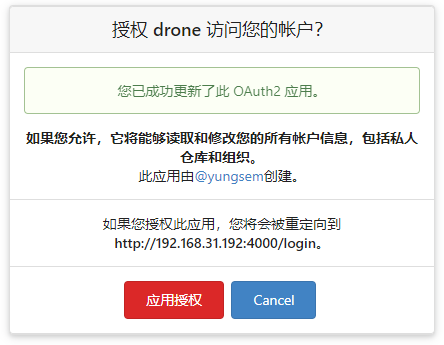 授权 drone 访问您的帐户?
您已成功更新了此 OAuth2 应用。
如果您允许，它将能够读取和修改您的所有帐户信息，包括私人
仓库和组织。
此应用由@yungsem创建。
如果您授权此应用，您将会被重定向到
http://192.168.31.192:4000/login。
应用授权
Cancel